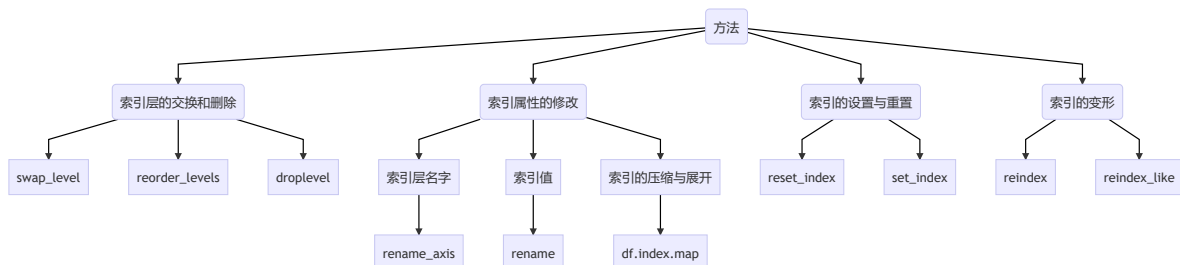 方法
索引层的交换和删除
索引属性的修改
索引的设置与重置
索引的变形
swap_level
reorder_levels
droplevel
索引层名字
索引值
索引的压缩与展开
reset_index
set_index
reindex
reindex_like
rename_axis
rename
df.index.map